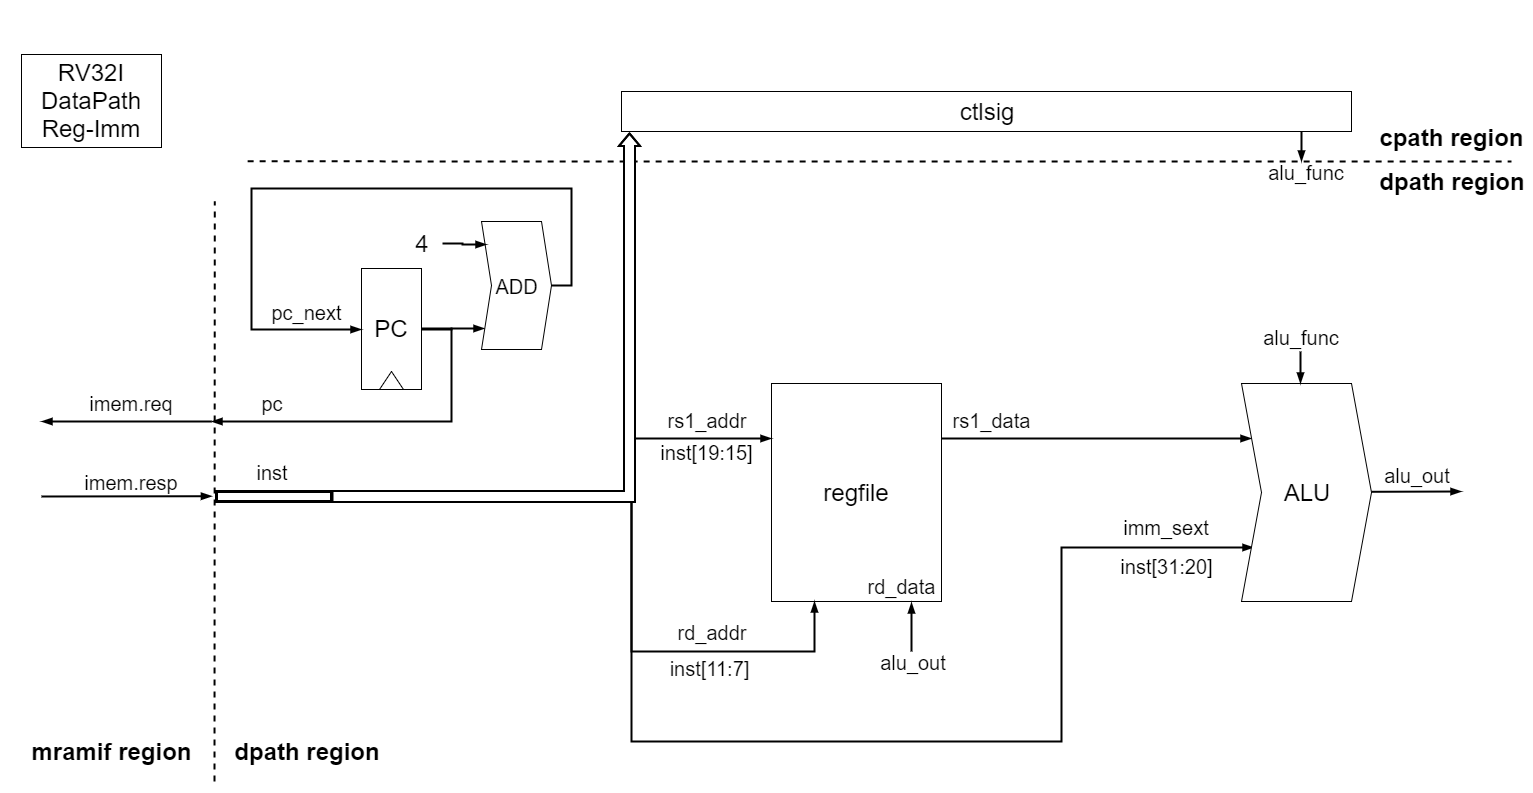 RV32I
DataPath
Reg-Imm
ctlsig
cpath region
alu_func
dpath region
4
ADD
pc_next
PC
alu_func
imem.req
pc
rs1_addr
rs1_data
inst[19:15]
imem.resp
inst
regfile
ALU
alu_out
imm_sext
inst[31:20]
rd_data
rd_addr
inst[11:7]
alu_out
mramif region
dpath region